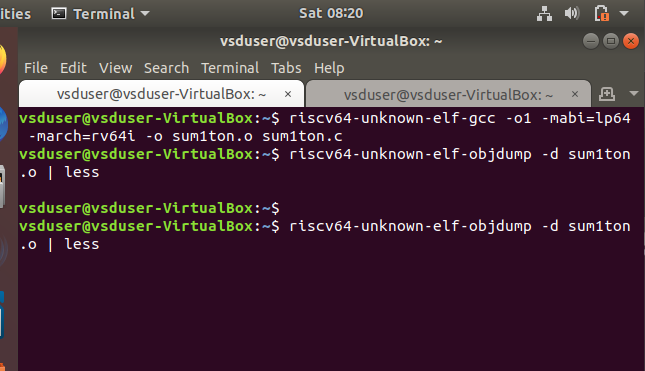 ities Terminal Sat 08:20
vsduser@vsduser-VirtualBox: ~
File Edit View Search Terminal Tabs Help
vsduser@vsduser-VirtualBox: ~ × vsduser@vsduser-VirtualBox: ~ ×
vsduser@vsduser-VirtualBox:~$ riscv64-unknown-elf-gcc -o1 -mabi=lp64
-march=rv64i -o sum1ton.o sum1ton.c
vsduser@vsduser-VirtualBox:~$ riscv64-unknown-elf-objdump -d sum1ton
.o | less
vsduser@vsduser-VirtualBox:~$
vsduser@vsduser-VirtualBox:~$ riscv64-unknown-elf-objdump -d sum1ton
.o | less